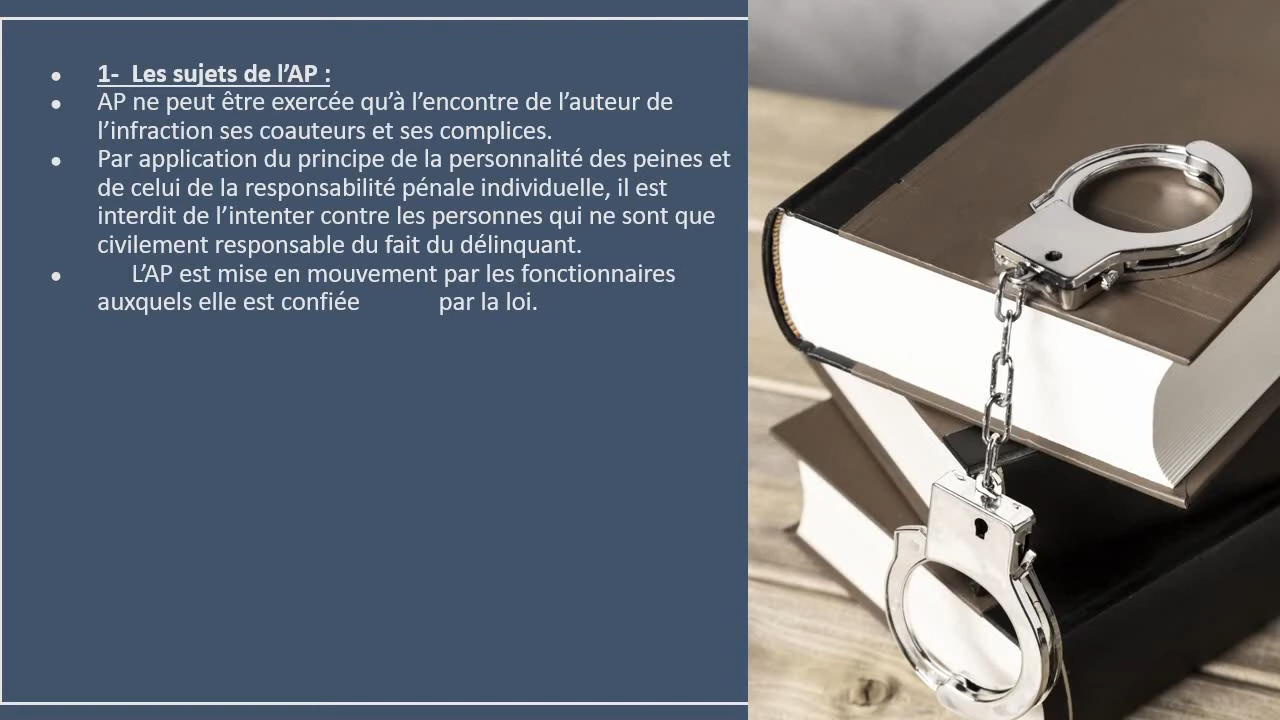 • 1- Les sujets de l’AP :
• AP ne peut être exercée qu’à l’encontre de l’auteur de
l’infraction ses coauteurs et ses complices.
• Par application du principe de la personnalité des peines et
de celui de la responsabilité pénale individuelle, il est
interdit de l’intenter contre les personnes qui ne sont que
civilement responsable du fait du délinquant.
• L’AP est mise en mouvement par les fonctionnaires
auxquels elle est confiée par la loi.